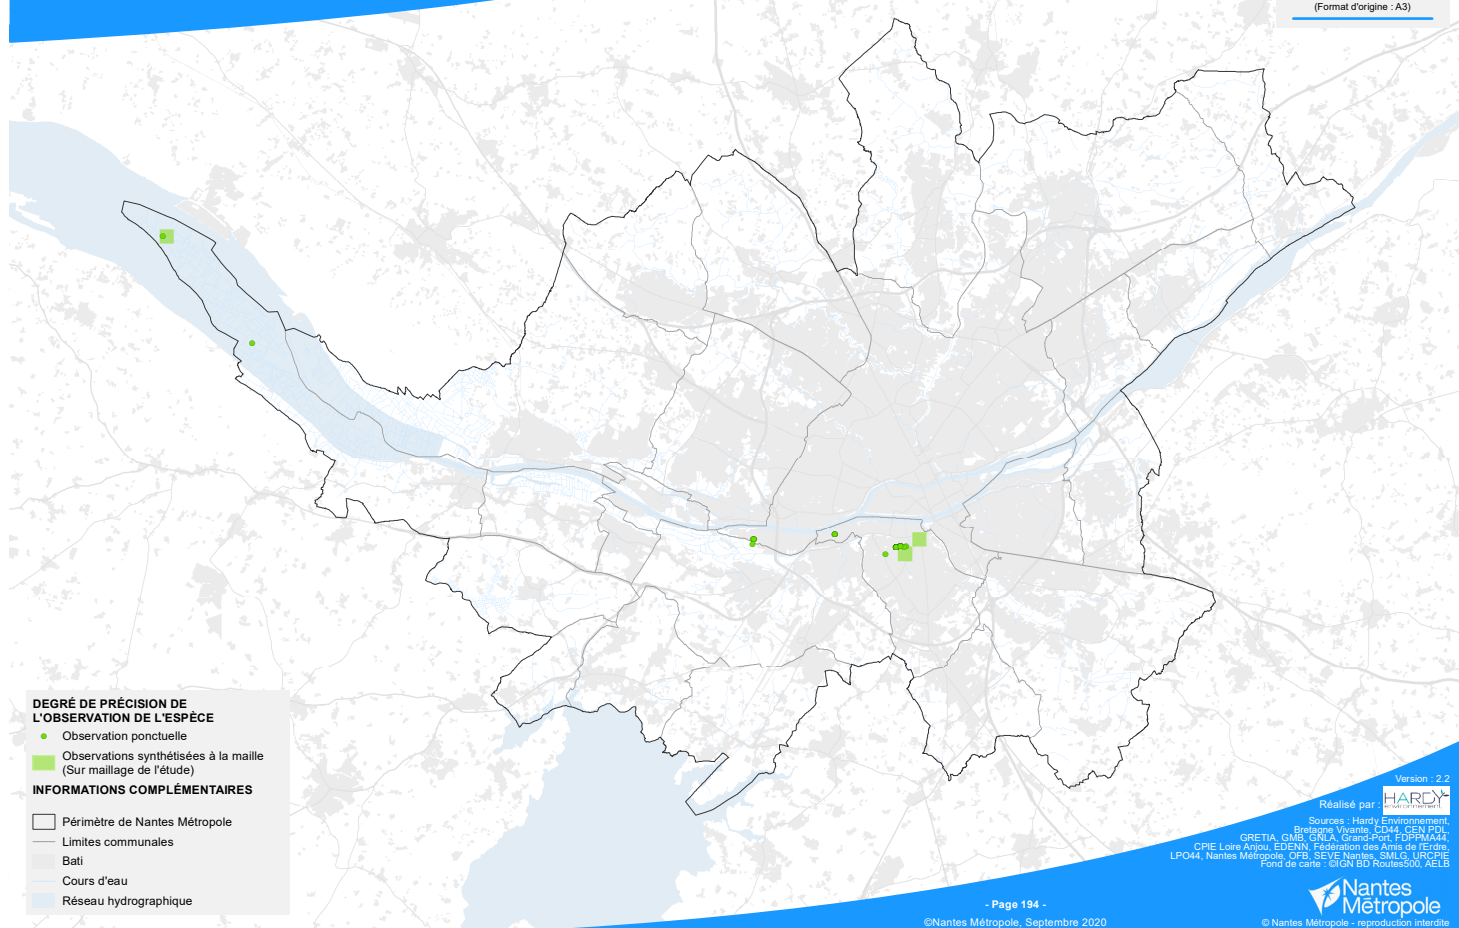 (Format d'origine : A3)
DEGRÉ DE PRÉCISION DE
L'OBSERVATION DE L'ESPÈCE
Observation ponctuelle
Observations synthétisées à la maille
(Sur maillage de l'étude)
INFORMATIONS COMPLÉMENTAIRES
Périmètre de Nantes Métropole
Limites communales
Bati
Cours d'eau
Réseau hydrographique
Version : 2.2
Réalisé par :
HARDY
environnement
Sources : Hardy Environnement,
Bretagne Vivante, CD44, CEN PDL,
GRETIA, GMB, GNLA, Grand-Port, FDPPMA44,
CPIE Loire Anjou, EDENN, Fédération des Amis de l'Erdre,
LPO44, Nantes Métropole, OFB, SEVE Nantes, SMLG, URCPIE
Fond de carte : ©IGN BD Routes500, AELB
- Page 194 -
©Nantes Métropole, Septembre 2020
Nantes
Métropole
© Nantes Métropole - reproduction interdite